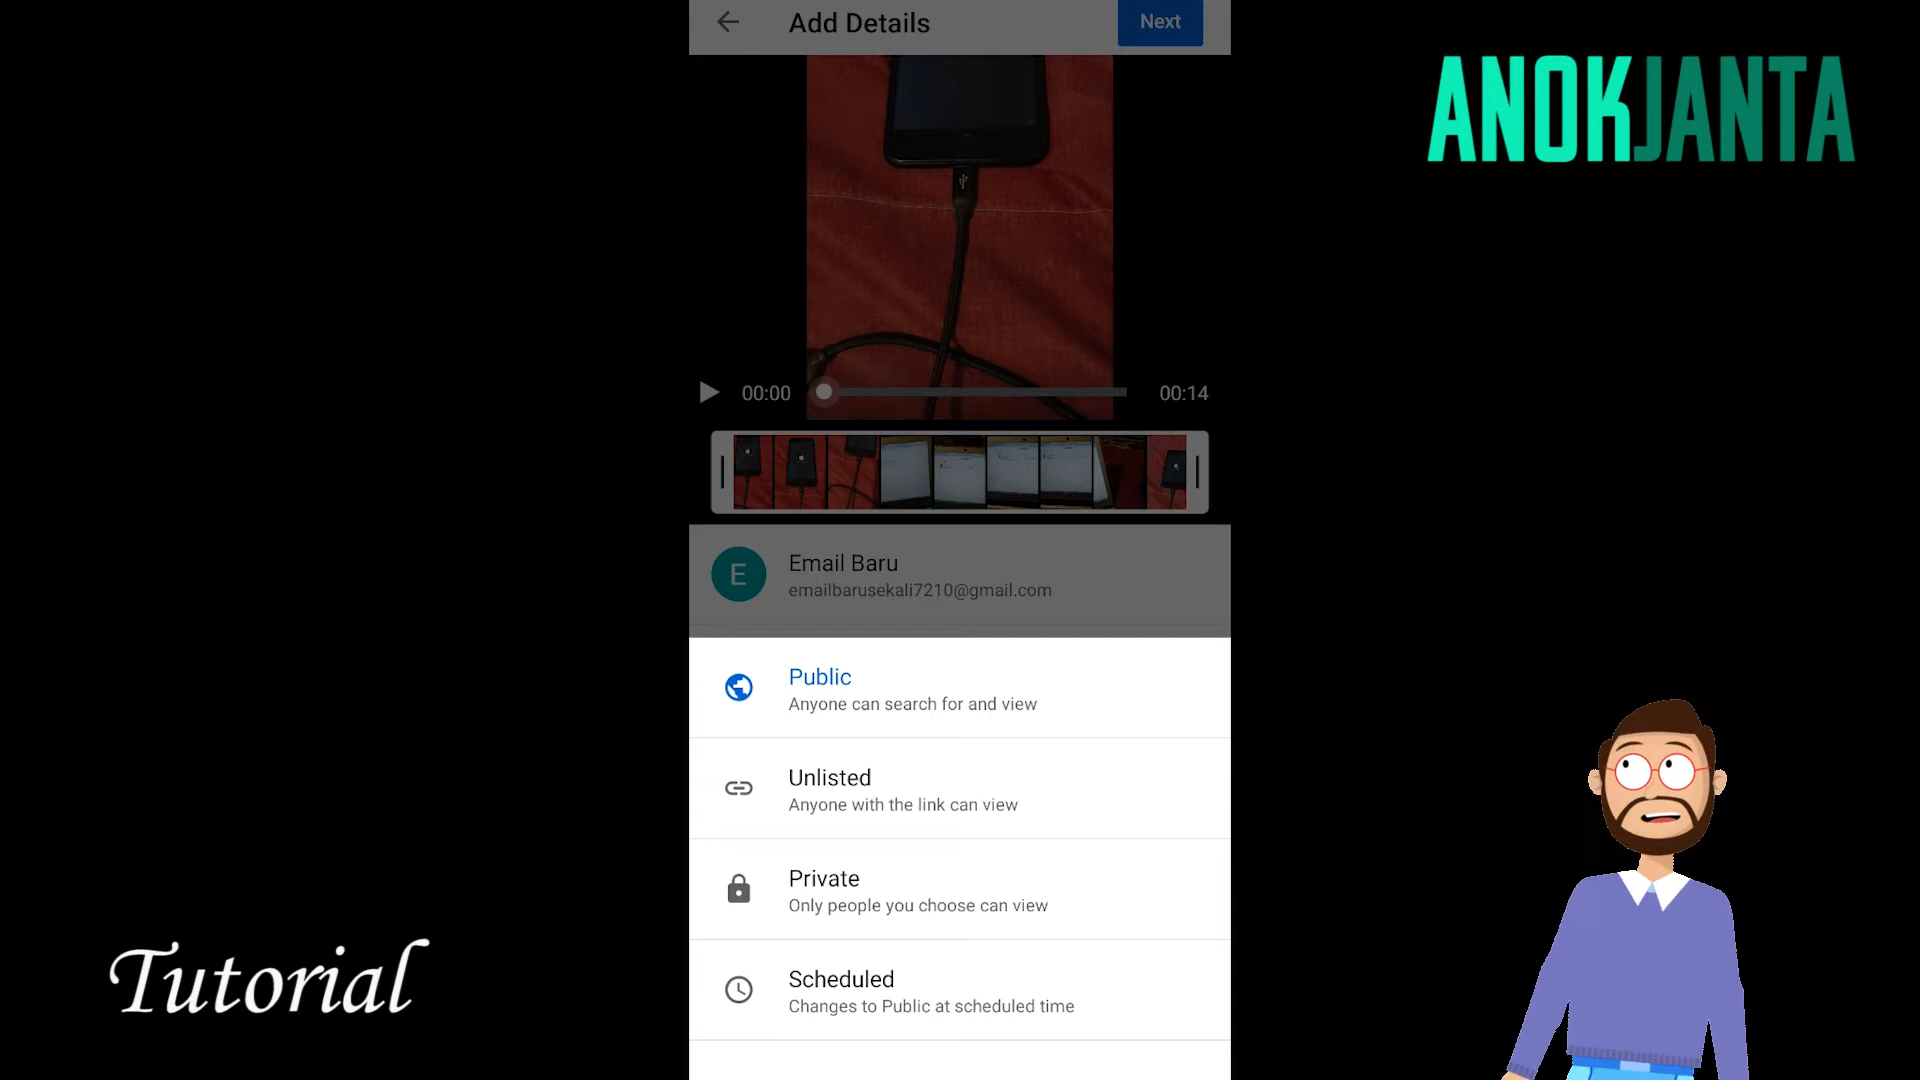 Add Details
Next
ANOKJANTA
00:00
00:14
E
Email Baru
emailbarusekali7210@gmail.com
Public
Anyone can search for and view
Unlisted
Anyone with the link can view
Private
Only people you choose can view
Scheduled
Changes to Public at scheduled time
Tutorial